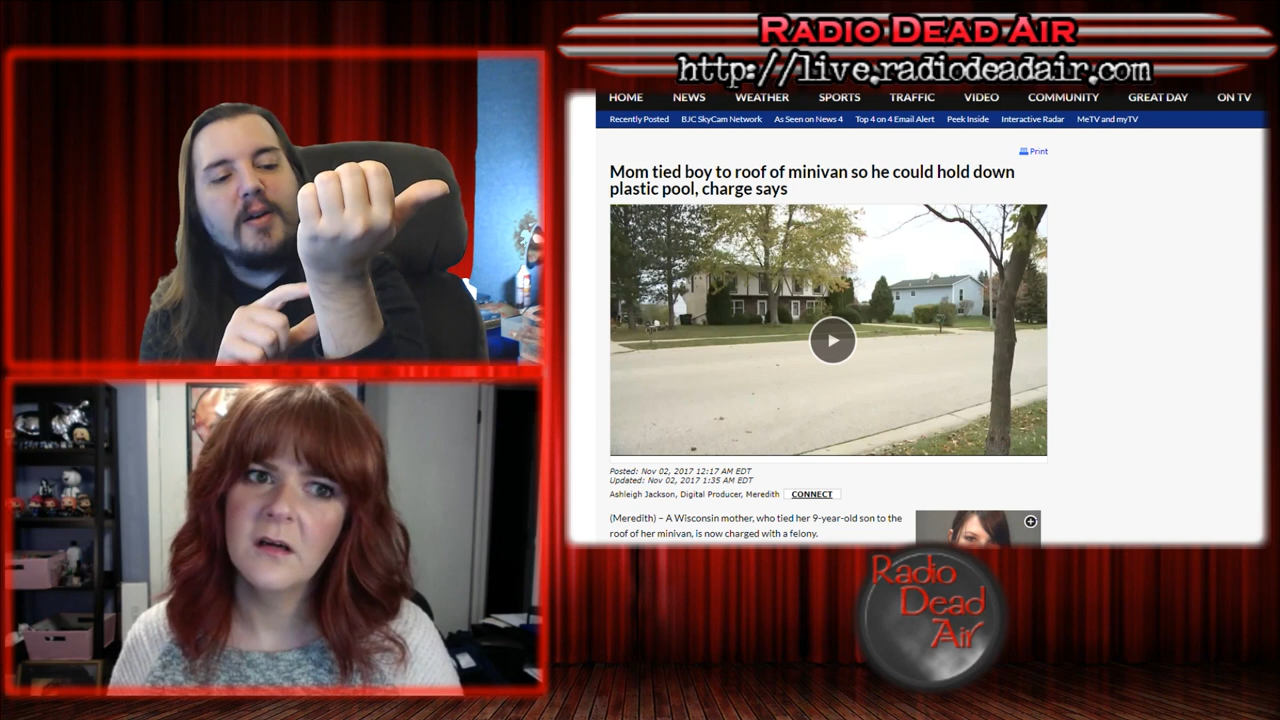 RADIO DEAD AIR
http://live.radiodeadair.com
HOME NEWS WEATHER SPORTS TRAFFIC VIDEO COMMUNITY GREAT DAY ON TV
Recently Posted BJC SkyCam Network As Seen on News 4 Top 4 on 4 Email Alert Peek Inside Interactive Radar MeTV and myTV
Print
Mom tied boy to roof of minivan so he could hold down
plastic pool, charge says
Posted: Nov 02, 2017 12:17 AM EDT
Updated: Nov 02, 2017 1:35 AM EDT
Ashleigh Jackson, Digital Producer, Meredith CONNECT
(Meredith) – A Wisconsin mother, who tied her 9-year-old son to the
roof of her minivan, is now charged with a felony.
Radio
Dead
Air